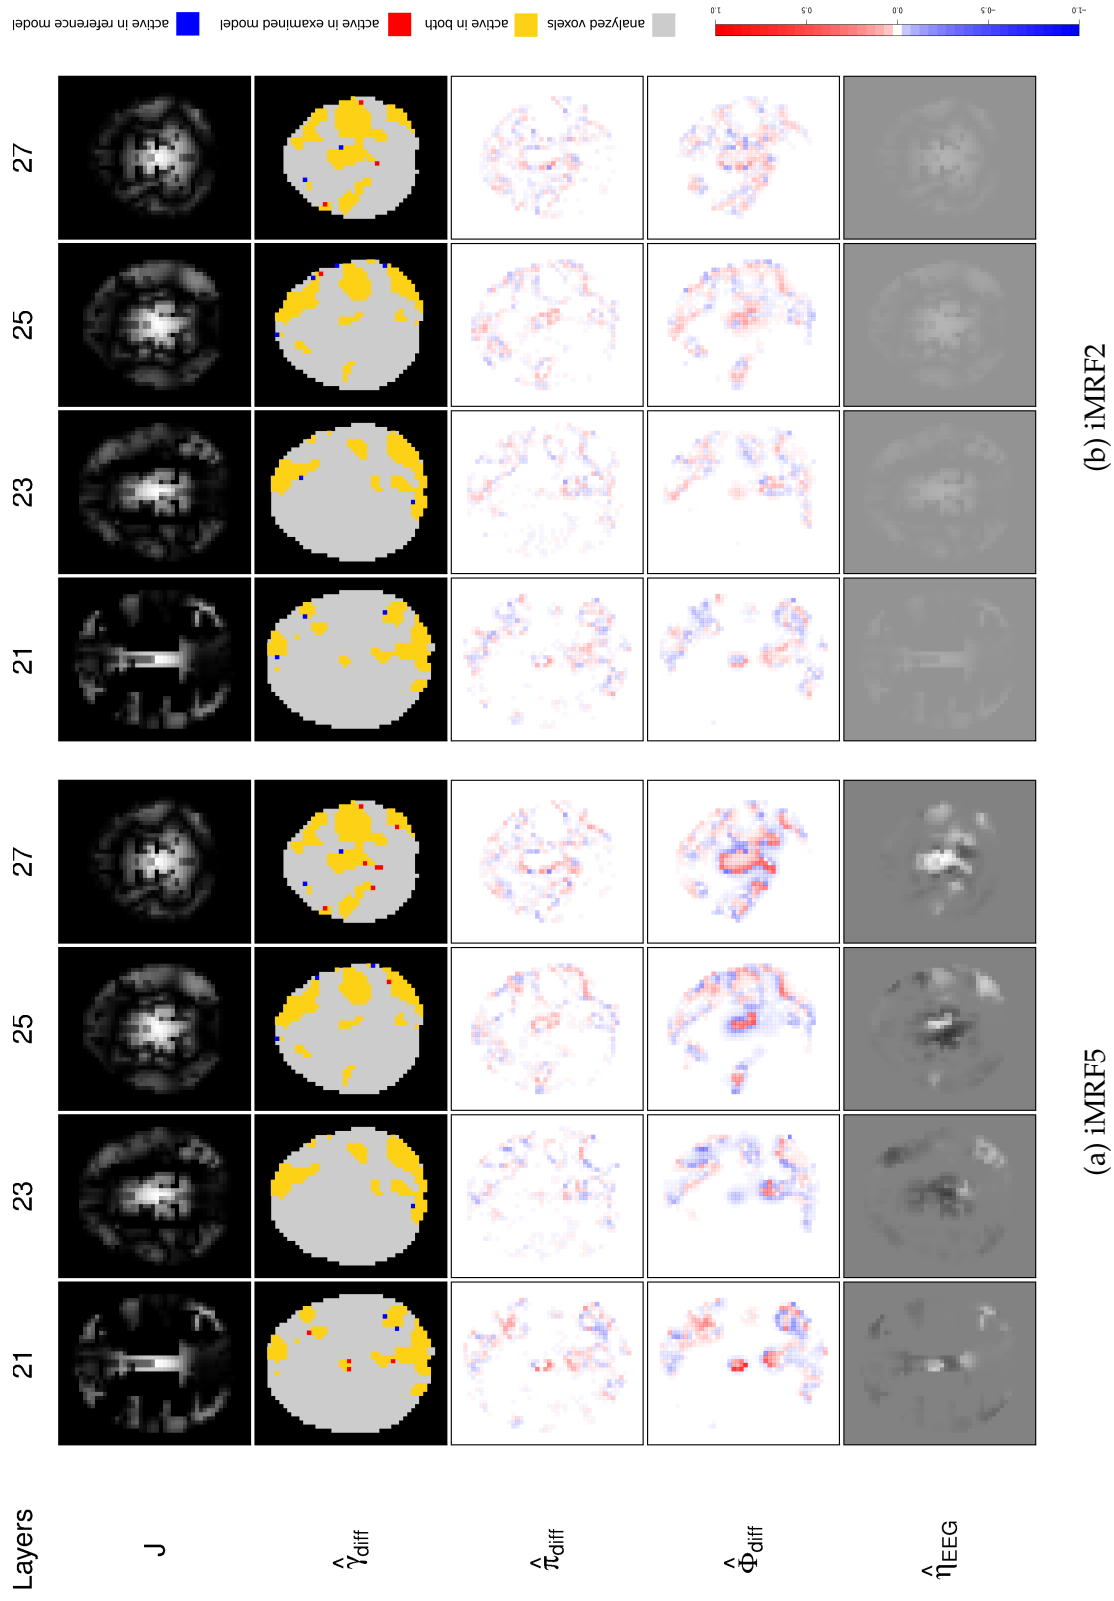 Layers 21 23 25 27 21 23 25 27
J
γ̂diff
π̂diff
Φ̂diff
η̂EEG
(a) iMRF5
(b) iMRF2
active in reference model
active in examined model
active in both
analyzed voxels
1.0 0.5 0.0 −0.5 −1.0